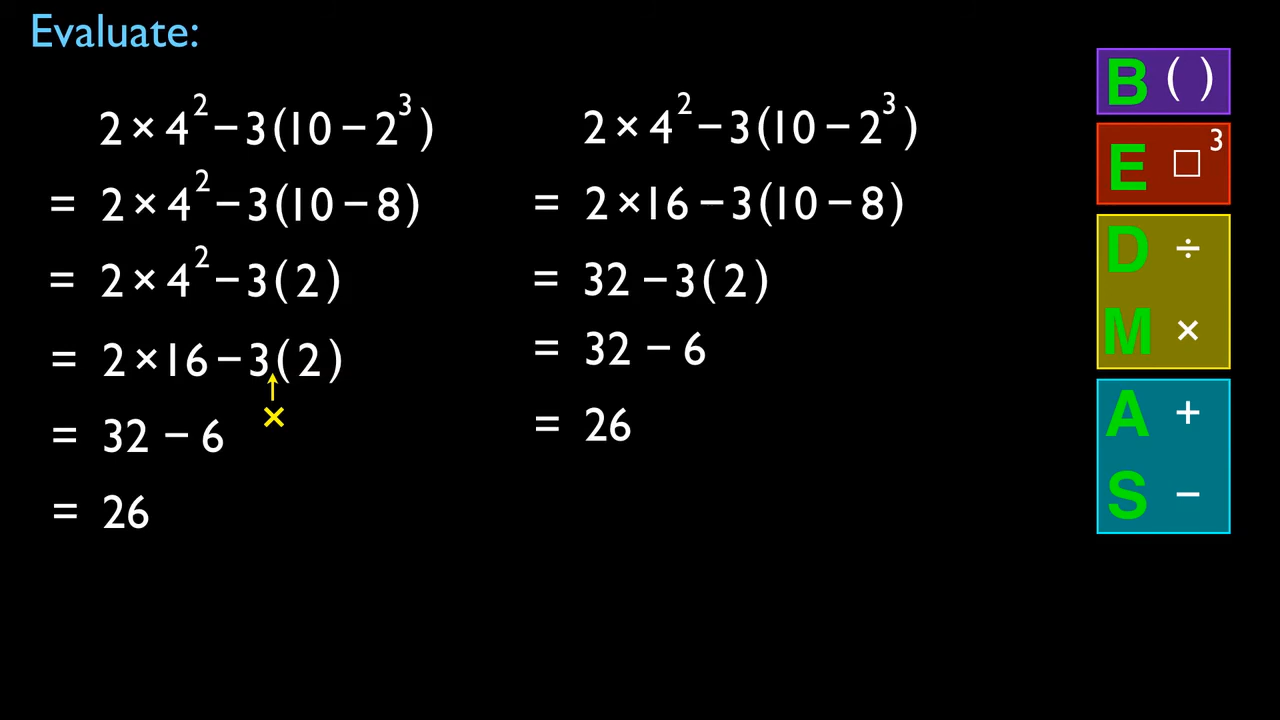 Evaluate:
2 × 4² − 3(10 − 2³)
= 2 × 4² − 3(10 − 8)
= 2 × 4² − 3(2)
= 2 × 16 − 3(2)
×
= 32 − 6
= 26
2 × 4² − 3(10 − 2³)
= 2 × 16 − 3(10 − 8)
= 32 − 3(2)
= 32 − 6
= 26
B ( )
E □³
D ÷
M ×
A +
S −